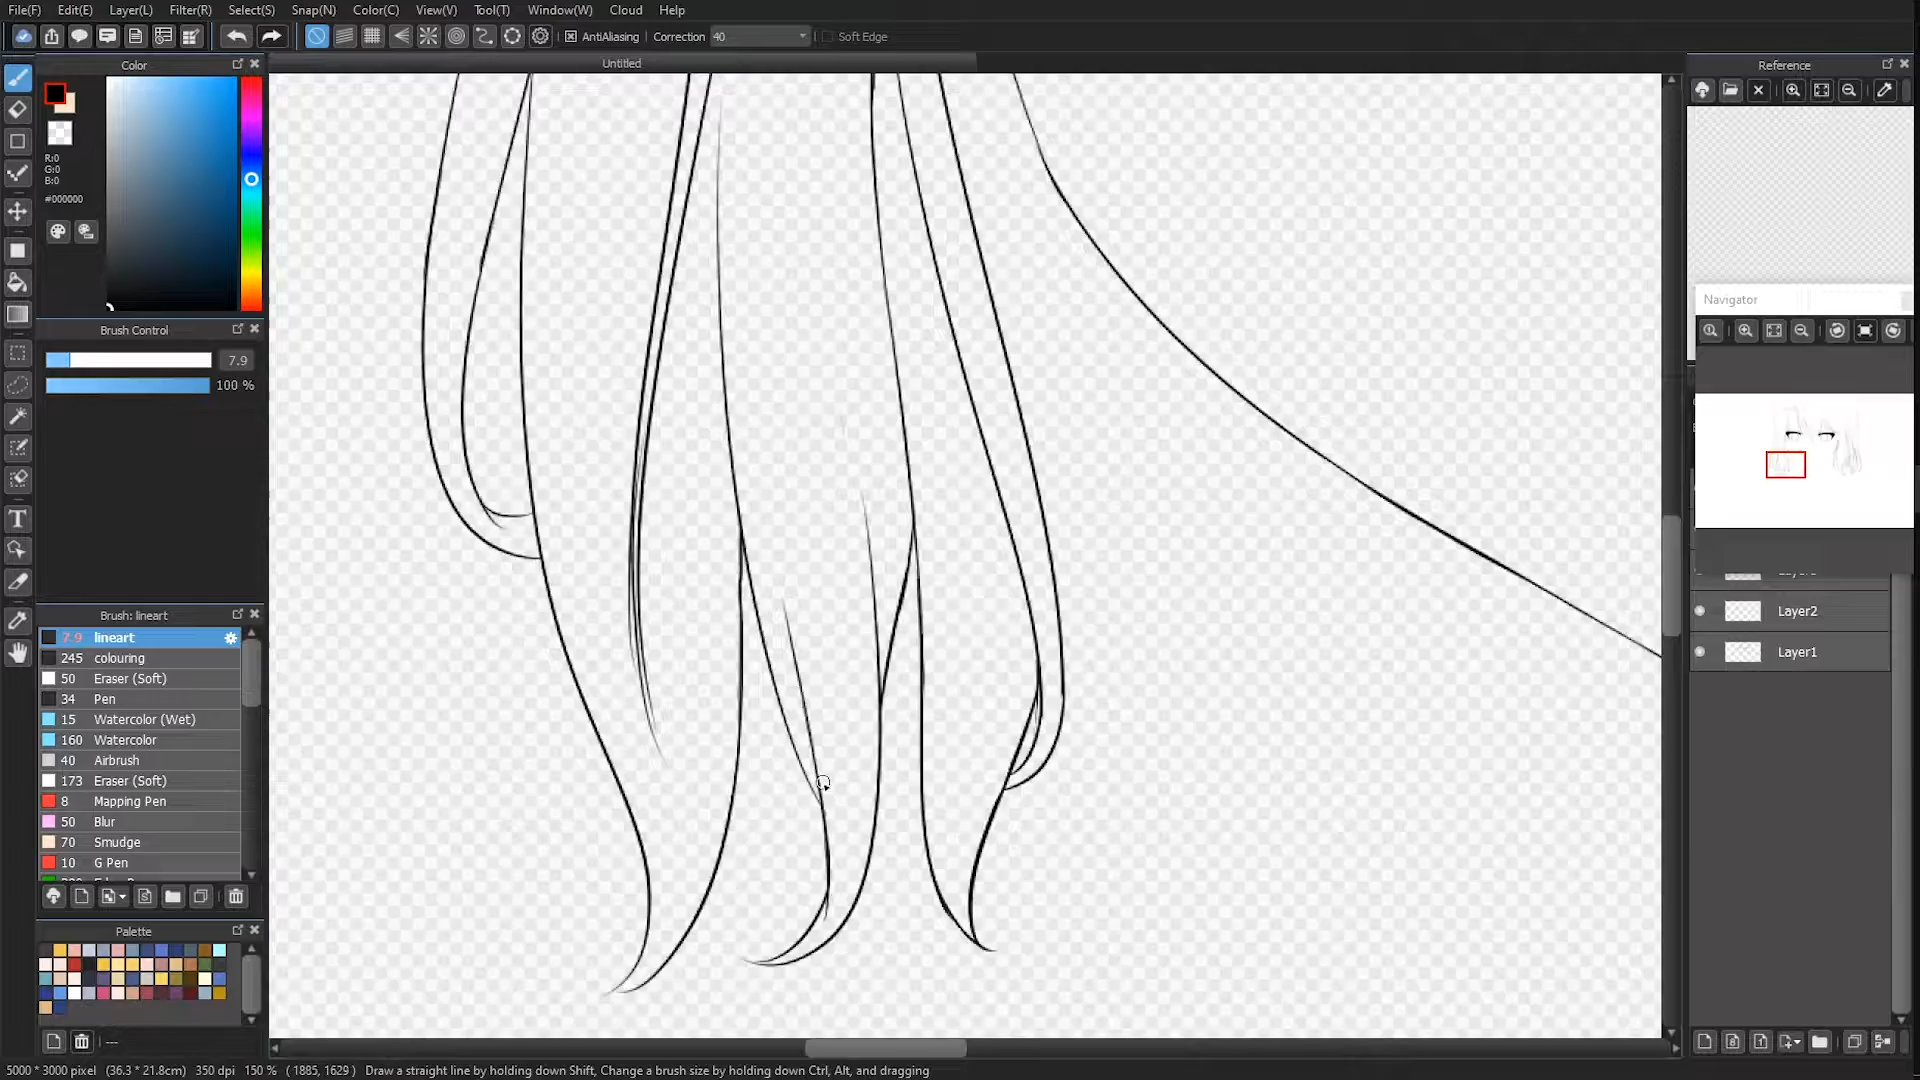 File(F) Edit(E) Layer(L) Filter(R) Select(S) Snap(N) Color(C) View(V) Tool(T) Window(W) Cloud Help
AntiAliasing Correction 40 Soft Edge
Color
Untitled
Reference
R:0
G:0
B:0
#000000
Brush Control
7.9
100 %
Navigator
Brush: lineart
7.9 lineart
245 colouring
50 Eraser (Soft)
34 Pen
15 Watercolor (Wet)
160 Watercolor
40 Airbrush
173 Eraser (Soft)
8 Mapping Pen
50 Blur
70 Smudge
10 G Pen
Layer2
Layer1
Palette
---
5000 * 3000 pixel (36.3 * 21.8cm) 350 dpi 150 % ( 1885, 1629 ) Draw a straight line by holding down Shift, Change a brush size by holding down Ctrl, Alt, and dragging